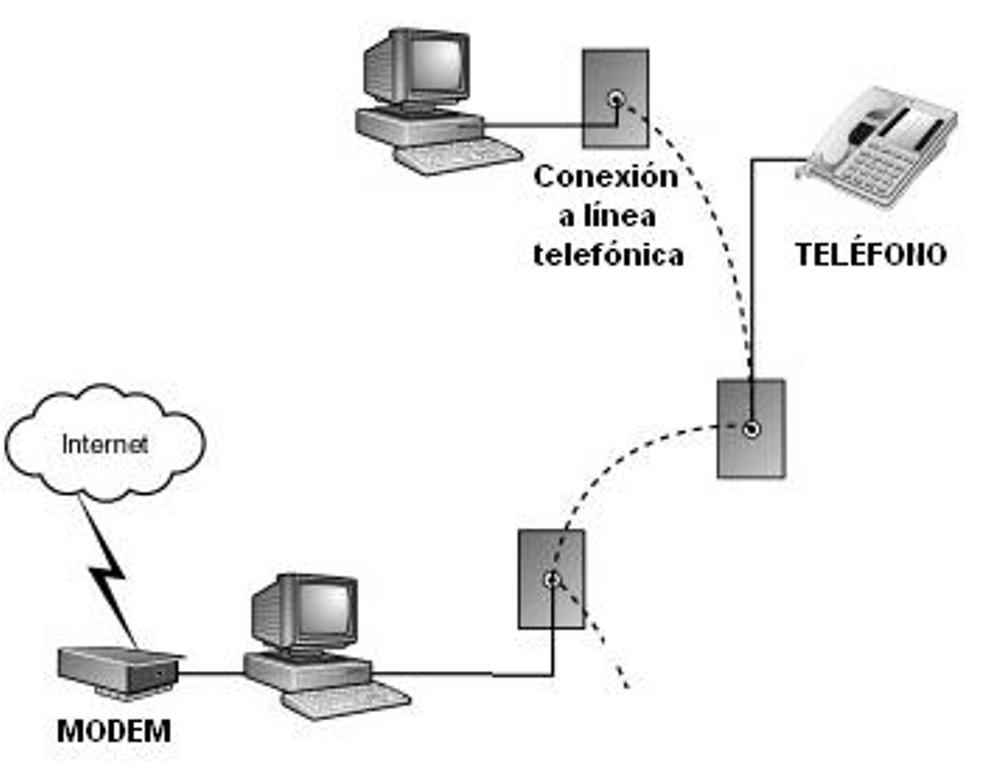 Conexión
a línea
telefónica
TELÉFONO
Internet
MODEM